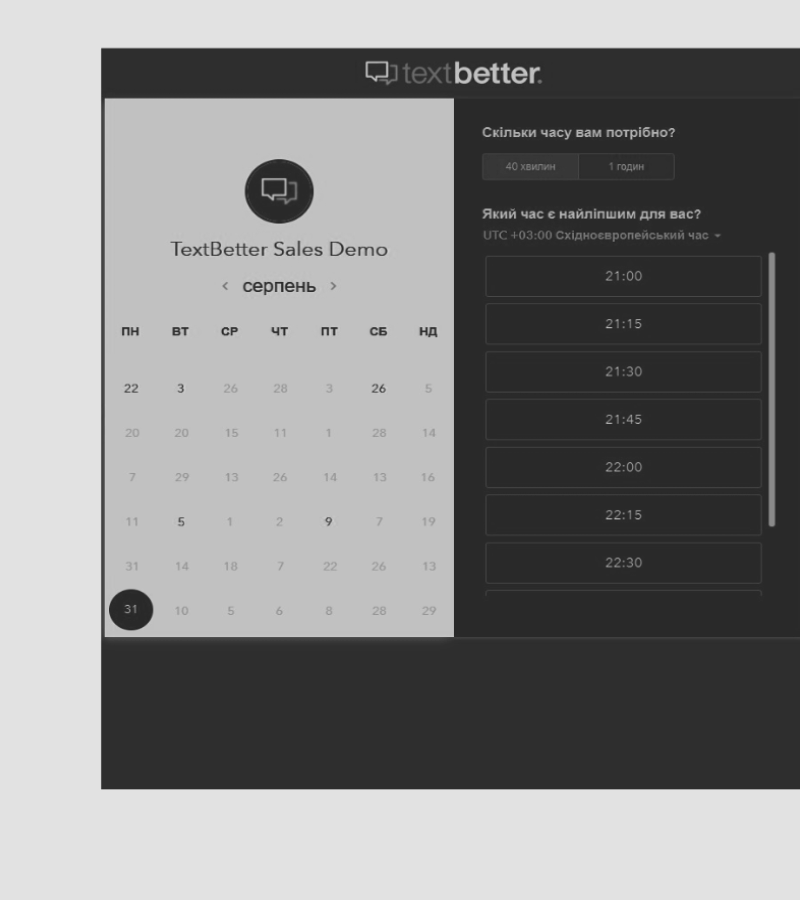 textbetter.
TextBetter Sales Demo
‹ серпень ›
ПН ВТ СР ЧТ ПТ СБ НД
22 3 26 28 3 26 5
20 20 15 11 1 28 14
7 29 13 26 14 13 16
11 5 1 2 9 7 19
31 14 18 7 22 26 13
31 10 5 6 8 28 29
Скільки часу вам потрібно?
40 хвилин 1 годин
Який час є найліпшим для вас?
UTC +03:00 Східноєвропейський час
21:00
21:15
21:30
21:45
22:00
22:15
22:30